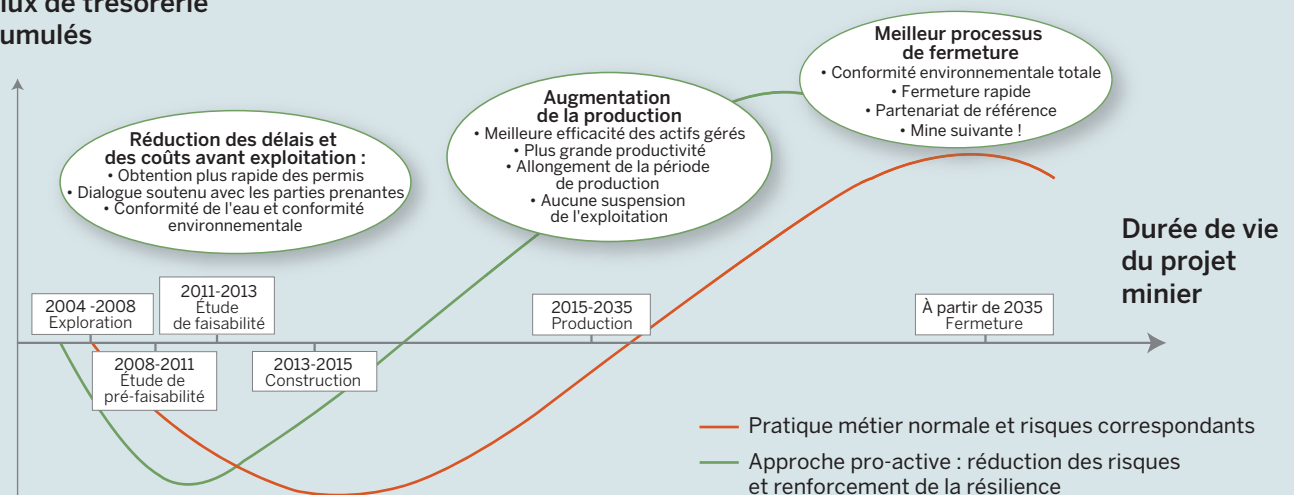 lux de trésorerie
umulés
Meilleur processus
de fermeture
• Conformité environnementale totale
• Fermeture rapide
• Partenariat de référence
• Mine suivante !
Augmentation
de la production
• Meilleure efficacité des actifs gérés
• Plus grande productivité
• Allongement de la période
de production
• Aucune suspension
de l'exploitation
Réduction des délais et
des coûts avant exploitation :
• Obtention plus rapide des permis
• Dialogue soutenu avec les parties prenantes
• Conformité de l'eau et conformité
environnementale
Durée de vie
du projet
minier
2004 -2008
Exploration
2008-2011
Étude de
pré-faisabilité
2011-2013
Étude
de faisabilité
2013-2015
Construction
2015-2035
Production
À partir de 2035
Fermeture
Pratique métier normale et risques correspondants
Approche pro-active : réduction des risques
et renforcement de la résilience